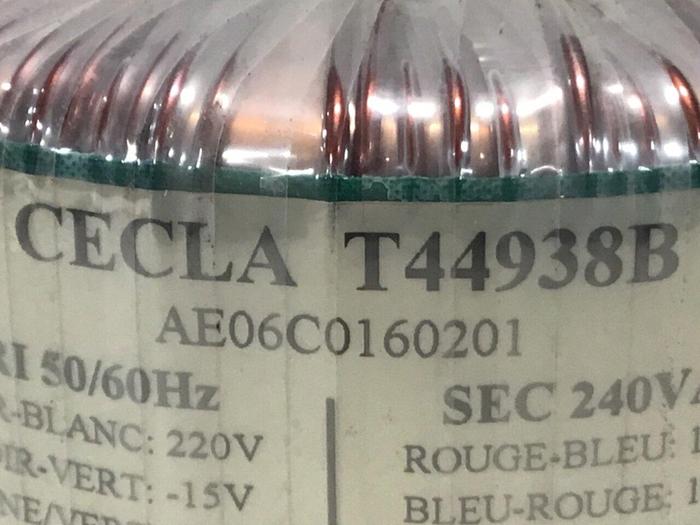 CECLA T44938B
AE06C0160201
RI 50/60Hz
R-BLANC: 220V
OIR-VERT: -15V
SEC 240VA
ROUGE-BLEU: 1
BLEU-ROUGE: 1